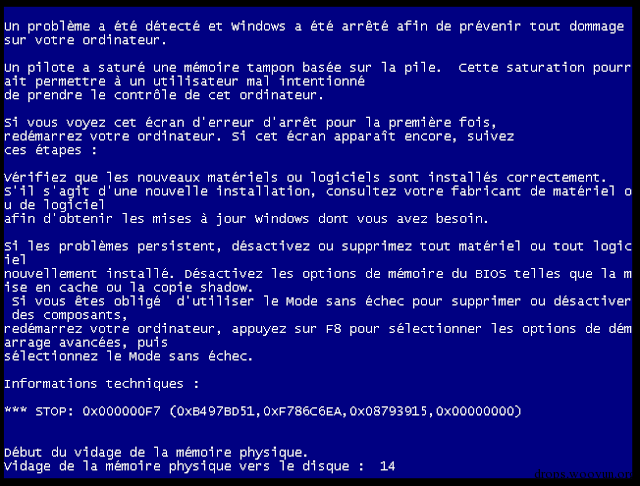 Un problème a été détecté et Windows a été arrêté afin de prévenir tout dommage
sur votre ordinateur.
Un pilote a saturé une mémoire tampon basée sur la pile.  Cette saturation pourr
ait permettre à un utilisateur mal intentionné
de prendre le contrôle de cet ordinateur.
Si vous voyez cet écran d'erreur d'arrêt pour la première fois,
redémarrez votre ordinateur. Si cet écran apparaît encore, suivez
ces étapes :
Vérifiez que les nouveaux matériels ou logiciels sont installés correctement.
S'il s'agit d'une nouvelle installation, consultez votre fabricant de matériel o
u de logiciel
afin d'obtenir les mises à jour Windows dont vous avez besoin.
Si les problèmes persistent, désactivez ou supprimez tout matériel ou tout logic
iel
nouvellement installé. Désactivez les options de mémoire du BIOS telles que la m
ise en cache ou la copie shadow.
Si vous êtes obligé  d'utiliser le Mode sans échec pour supprimer ou désactiver
des composants,
redémarrez votre ordinateur, appuyez sur F8 pour sélectionner les options de dém
arrage avancées, puis
sélectionnez le Mode sans échec.
Informations techniques :
*** STOP: 0x000000F7 (0xB497BD51,0xF786C6EA,0x08793915,0x00000000)
Début du vidage de la mémoire physique.
Vidage de la mémoire physique vers le disque :  14